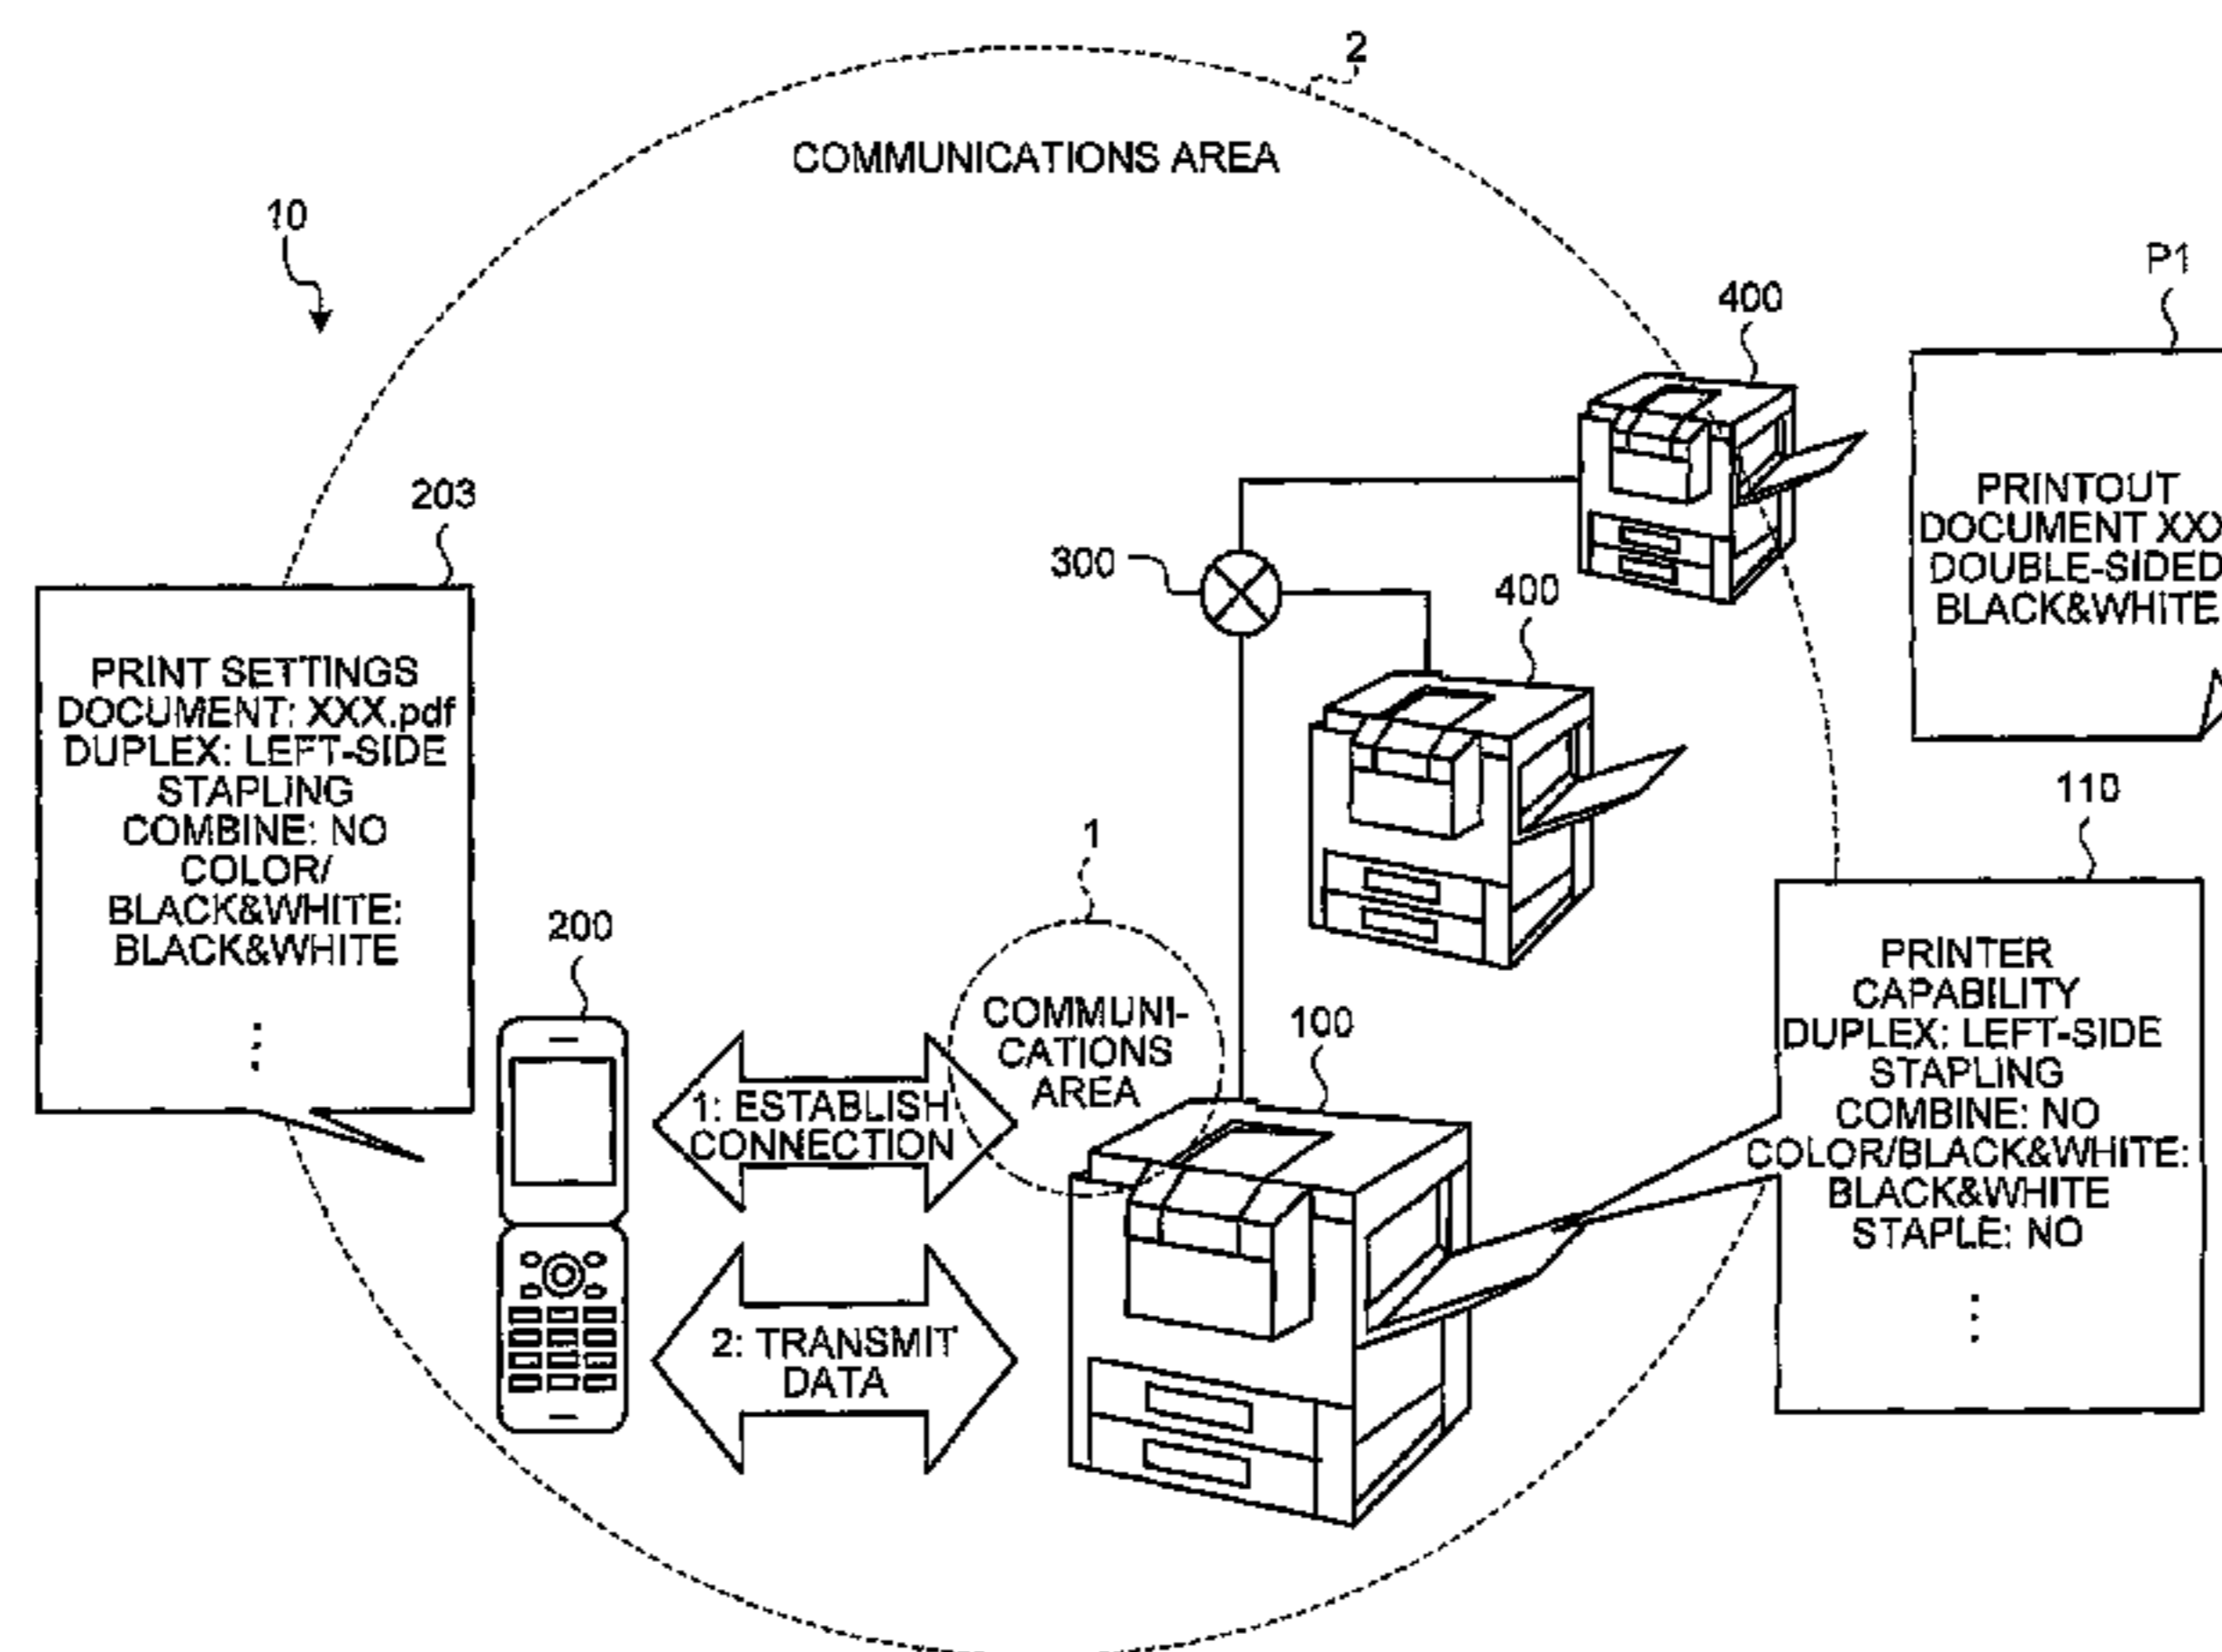 2
COMMUNICATIONS AREA
10
P1
400
PRINTOUT
DOCUMENT XXX
DOUBLE-SIDED
BLACK&WHITE
203
PRINT SETTINGS
DOCUMENT: XXX.pdf
DUPLEX: LEFT-SIDE
STAPLING
COMBINE: NO
COLOR/
BLACK&WHITE:
BLACK&WHITE
300
400
110
PRINTER
CAPABILITY
DUPLEX: LEFT-SIDE
STAPLING
COMBINE: NO
COLOR/BLACK&WHITE:
BLACK&WHITE
STAPLE: NO
1
COMMUNI-
CATIONS
AREA
200
100
1: ESTABLISH
CONNECTION
2: TRANSMIT
DATA